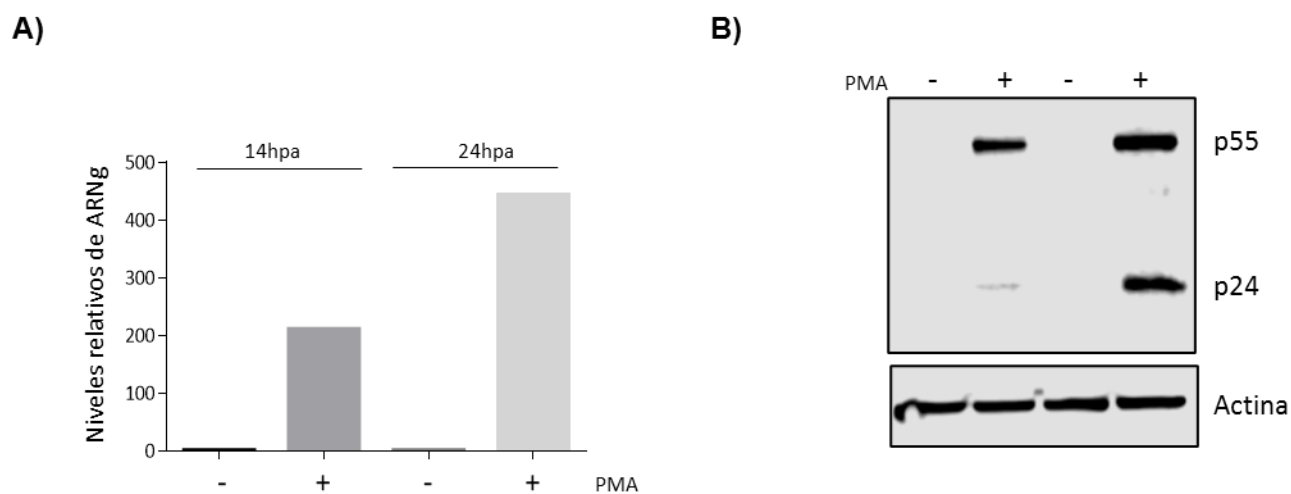 A)
14hpa 24hpa
Niveles relativos de ARNg
500
400
300
200
100
0
- + - + PMA
B)
PMA - + - +
p55
p24
Actina